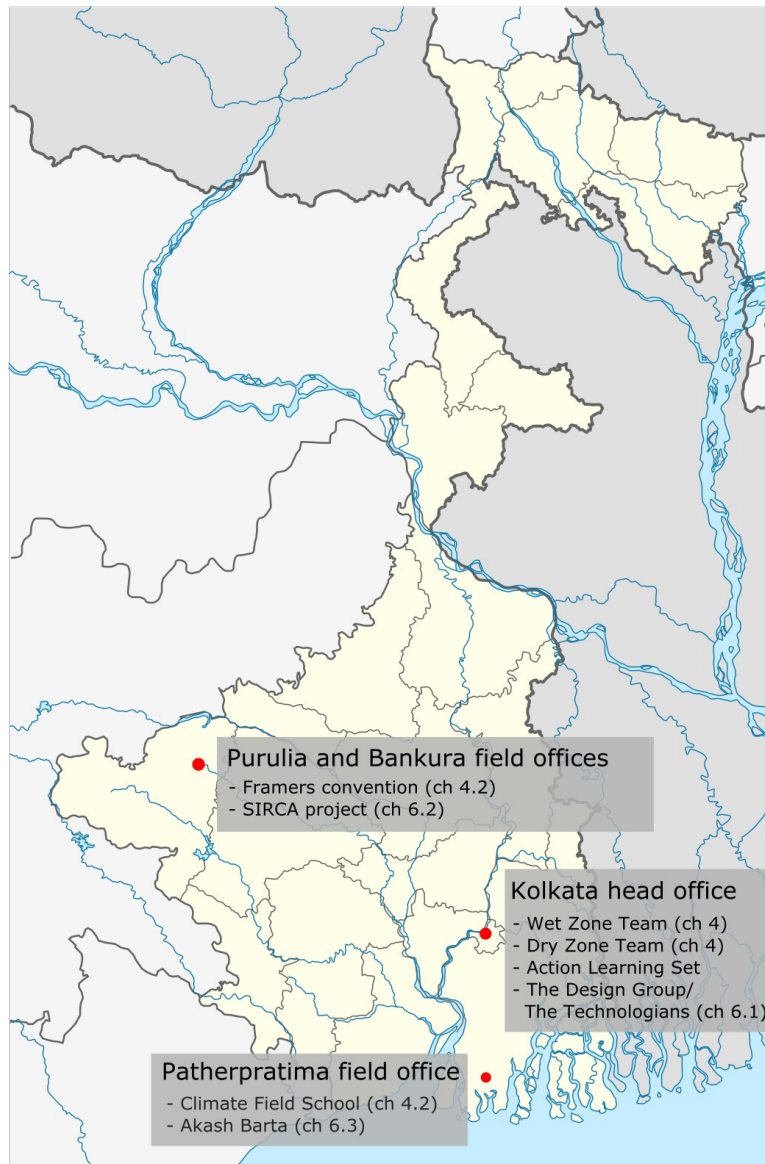 Purulia and Bankura field offices
- Framers convention (ch 4.2)
- SIRCA project (ch 6.2)
Kolkata head office
- Wet Zone Team (ch 4)
- Dry Zone Team (ch 4)
- Action Learning Set
- The Design Group/
The Technologians (ch 6.1)
Patherpratima field office
- Climate Field School (ch 4.2)
- Akash Barta (ch 6.3)